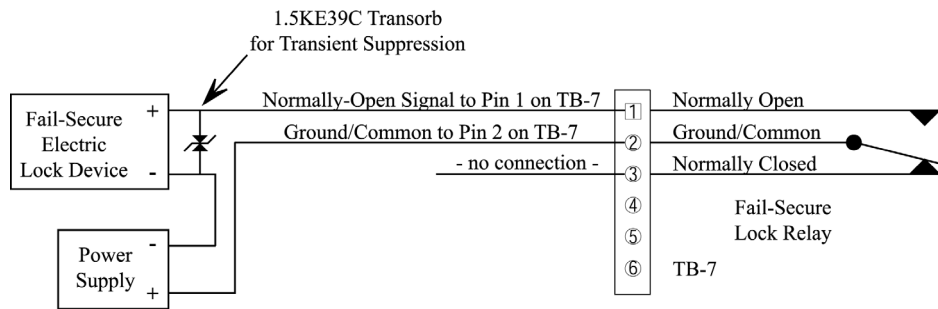 1.5KE39C Transorb
for Transient Suppression
Fail-Secure
Electric
Lock Device
+
-
Normally-Open Signal to Pin 1 on TB-7
Ground/Common to Pin 2 on TB-7
- no connection -
1
2
3
4
5
6
Normally Open
Ground/Common
Normally Closed
Fail-Secure
Lock Relay
TB-7
Power
Supply
-
+